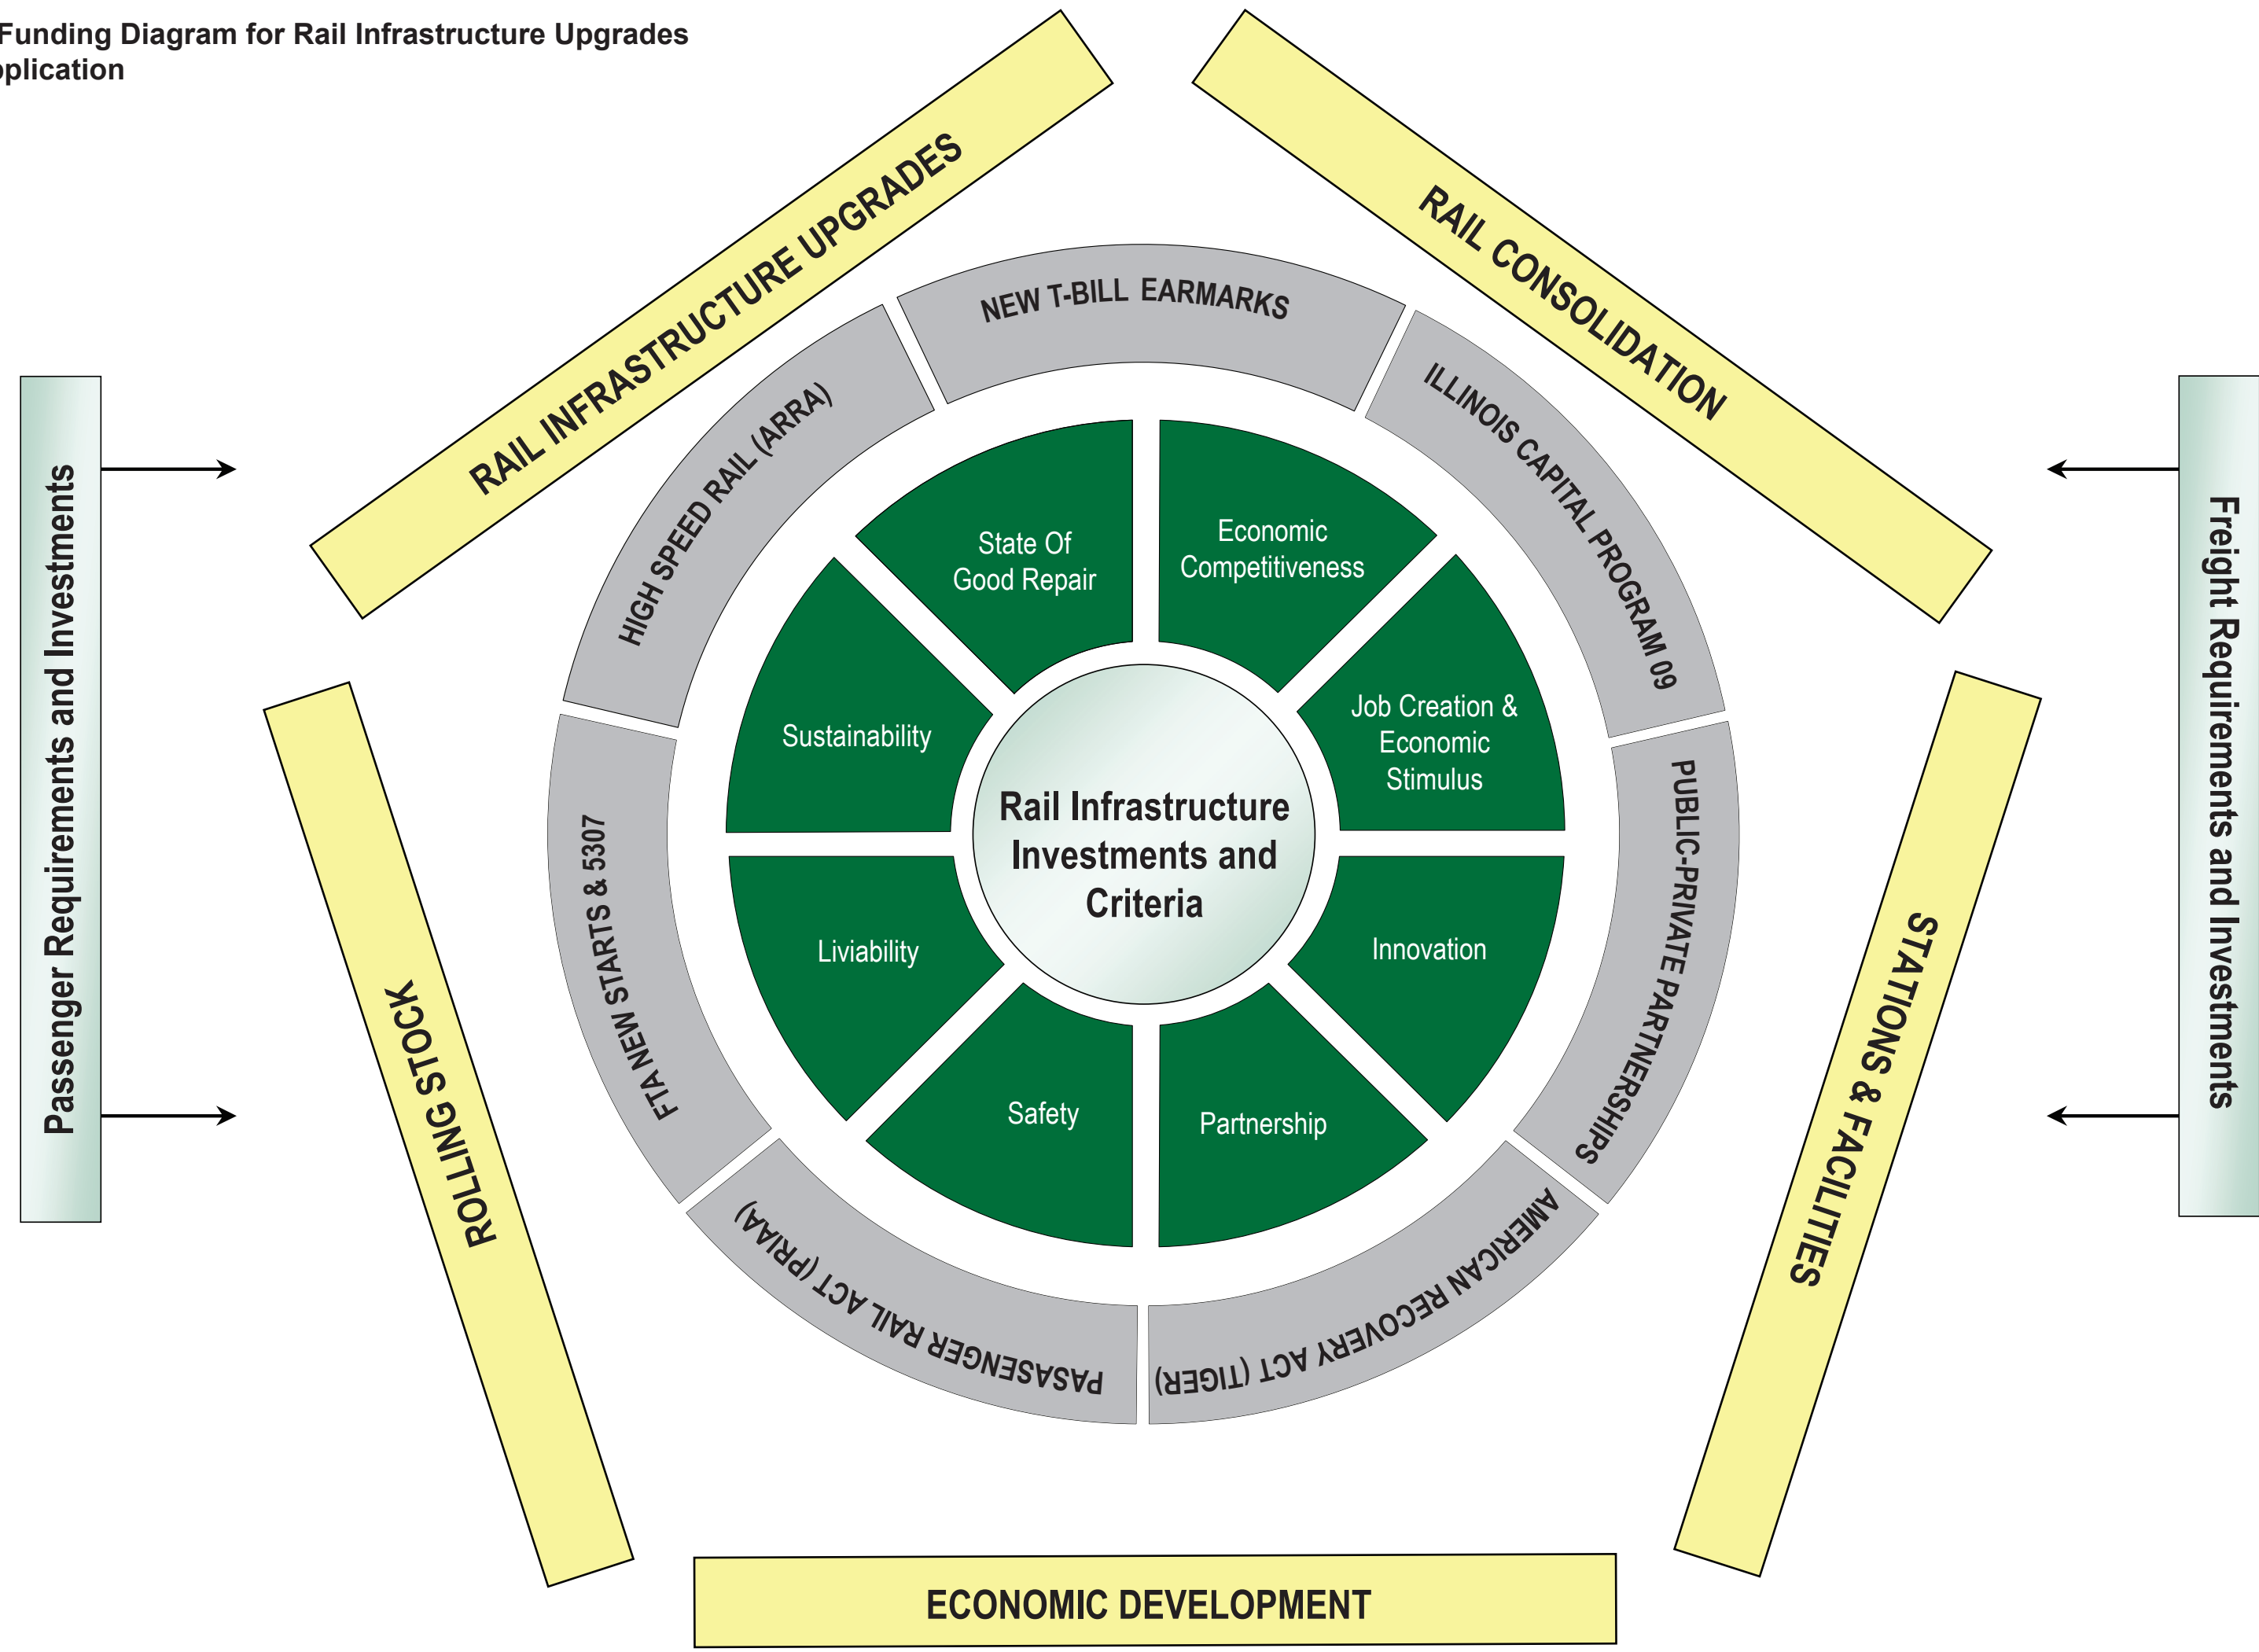 Funding Diagram for Rail Infrastructure Upgrades
plication
RAIL INFRASTRUCTURE UPGRADES
RAIL CONSOLIDATION
STATIONS & FACILITIES
ECONOMIC DEVELOPMENT
ROLLING STOCK
Passenger Requirements and Investments
Freight Requirements and Investments
NEW T-BILL EARMARKS
ILLINOIS CAPITAL PROGRAM 09
PUBLIC-PRIVATE PARTNERSHIPS
AMERICAN RECOVERY ACT (TIGER)
PASASENGER RAIL ACT (PRIAA)
FTA NEW STARTS & 5307
HIGH SPEED RAIL (ARRA)
State Of
Good Repair
Economic
Competitiveness
Job Creation &
Economic
Stimulus
Innovation
Partnership
Safety
Liviability
Sustainability
Rail Infrastructure
Investments and
Criteria